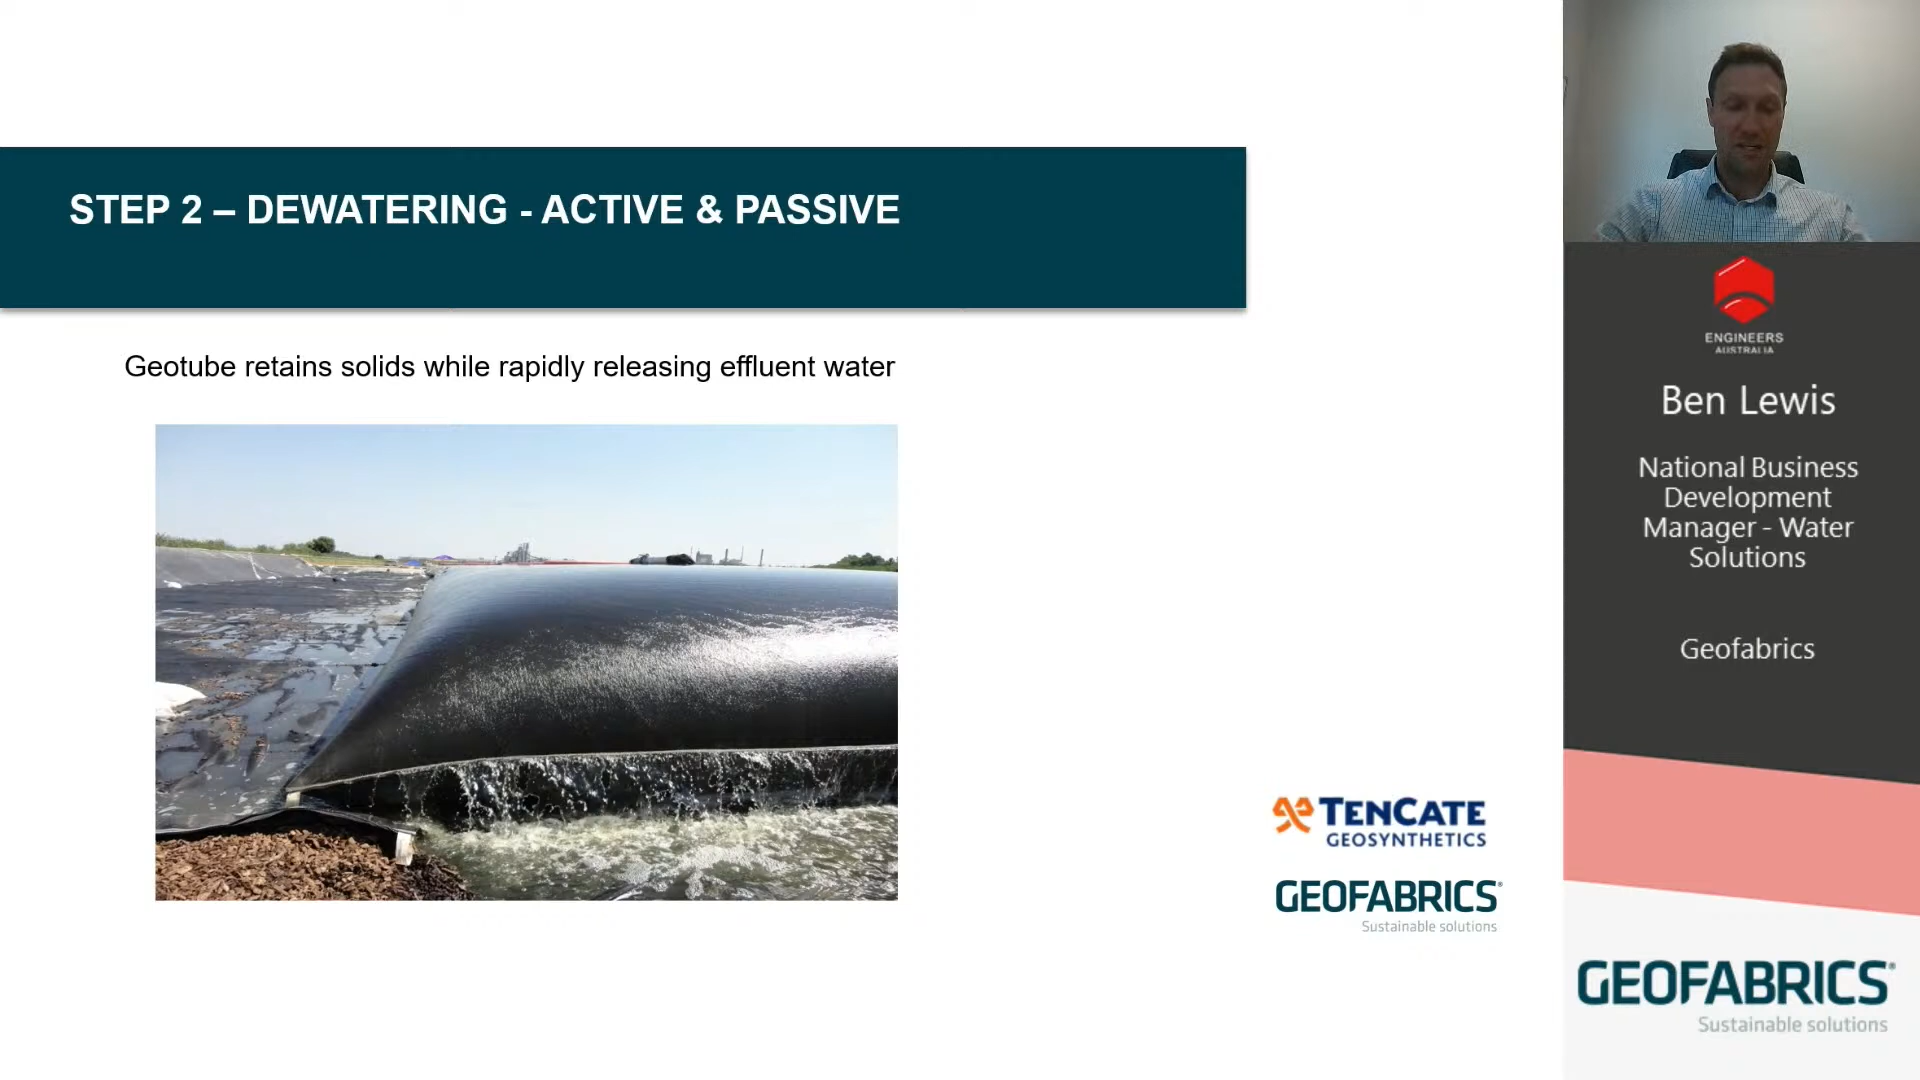 STEP 2 – DEWATERING - ACTIVE & PASSIVE
Geotube retains solids while rapidly releasing effluent water
TENCATE
GEOSYNTHETICS
GEOFABRICS®
Sustainable solutions
ENGINEERS
AUSTRALIA
Ben Lewis
National Business
Development
Manager - Water
Solutions
Geofabrics
GEOFABRICS®
Sustainable solutions